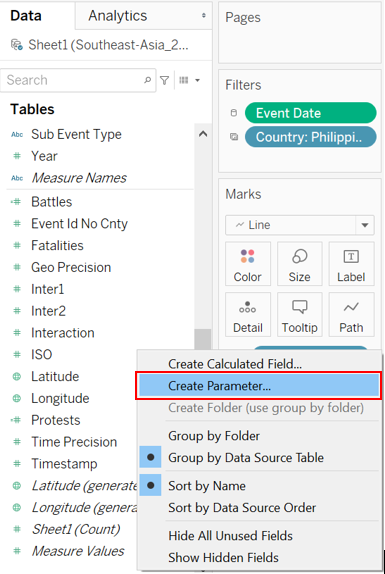 Data
Analytics
Sheet1 (Southeast-Asia_2...
Search
Tables
Abc Sub Event Type
# Year
Abc Measure Names
=# Battles
# Event Id No Cnty
# Fatalities
# Geo Precision
# Inter1
# Inter2
# Interaction
# ISO
Latitude
Longitude
=# Protests
# Time Precision
# Timestamp
Latitude (generate
Longitude (genera
# Sheet1 (Count)
# Measure Values
Pages
Filters
Event Date
Country: Philippi..
Marks
Line
Color
Size
T
Label
Detail
Tooltip
Path
Create Calculated Field...
Create Parameter...
Create Folder (use group by folder)
Group by Folder
Group by Data Source Table
Sort by Name
Sort by Data Source Order
Hide All Unused Fields
Show Hidden Fields